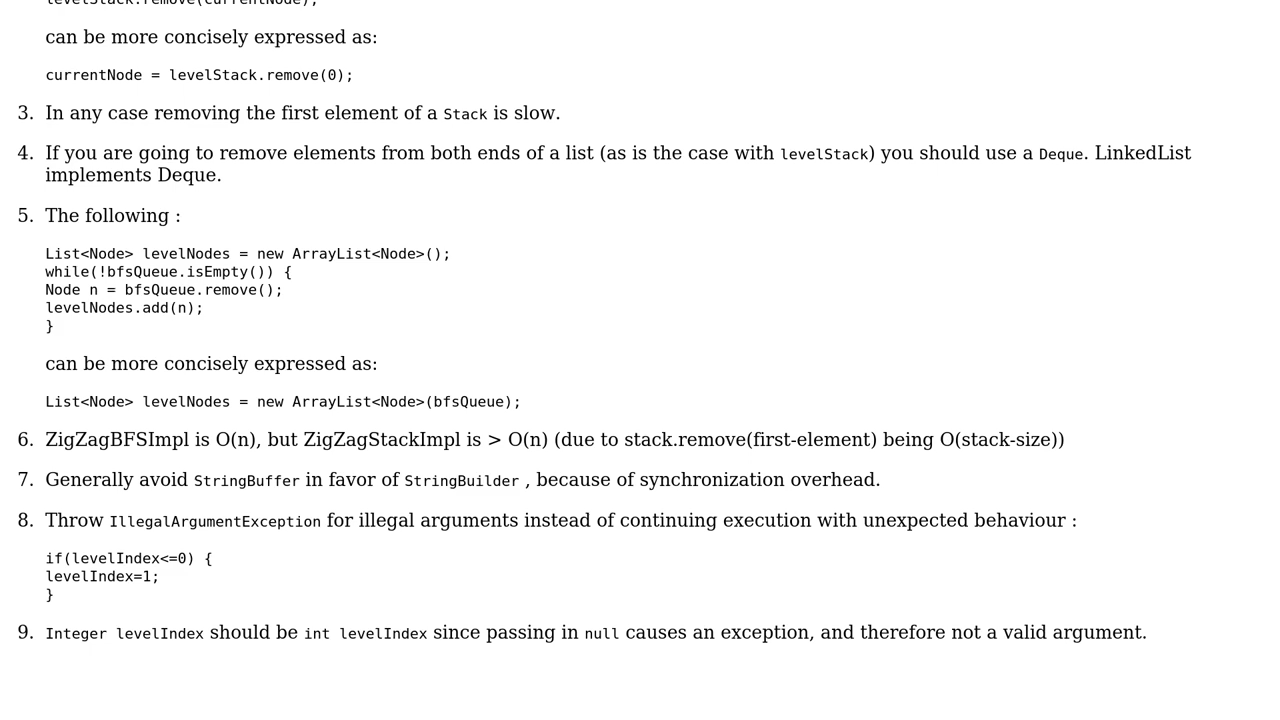 levelStack.remove(currentNode);
can be more concisely expressed as:
currentNode = levelStack.remove(0);
3. In any case removing the first element of a Stack is slow.
4. If you are going to remove elements from both ends of a list (as is the case with levelStack) you should use a Deque. LinkedList
implements Deque.
5. The following :
List<Node> levelNodes = new ArrayList<Node>();
while(!bfsQueue.isEmpty()) {
Node n = bfsQueue.remove();
levelNodes.add(n);
}
can be more concisely expressed as:
List<Node> levelNodes = new ArrayList<Node>(bfsQueue);
6. ZigZagBFSImpl is O(n), but ZigZagStackImpl is > O(n) (due to stack.remove(first-element) being O(stack-size))
7. Generally avoid StringBuffer in favor of StringBuilder , because of synchronization overhead.
8. Throw IllegalArgumentException for illegal arguments instead of continuing execution with unexpected behaviour :
if(levelIndex<=0) {
levelIndex=1;
}
9. Integer levelIndex should be int levelIndex since passing in null causes an exception, and therefore not a valid argument.